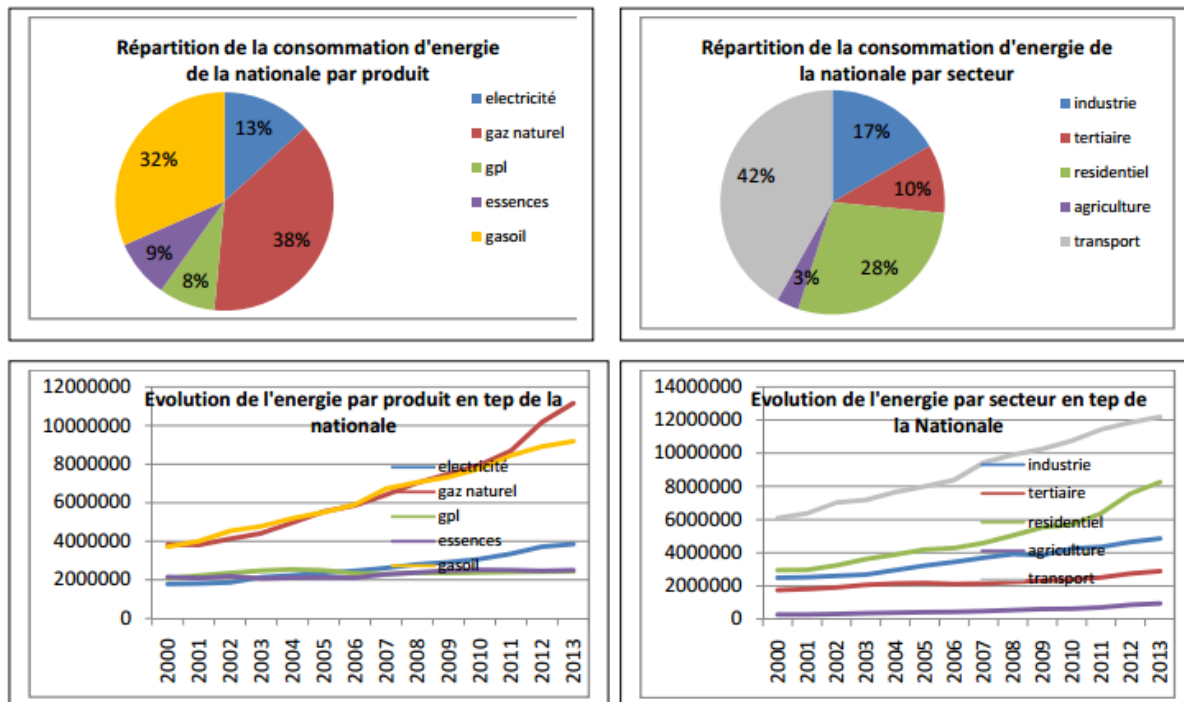 Répartition de la consommation d'energie
de la nationale par produit
electricité
gaz naturel
gpl
essences
gasoil
13%
38%
8%
9%
32%
Répartition de la consommation d'energie de
la nationale par secteur
industrie
tertiaire
residentiel
agriculture
transport
17%
10%
28%
3%
42%
Evolution de l'energie par produit en tep de la
nationale
12000000
10000000
8000000
6000000
4000000
2000000
0
electricité
gaz naturel
gpl
essences
gasoil
2000
2001
2002
2003
2004
2005
2006
2007
2008
2009
2010
2011
2012
2013
Evolution de l'energie par secteur en tep de
la Nationale
14000000
12000000
10000000
8000000
6000000
4000000
2000000
0
industrie
tertiaire
residentiel
agriculture
transport
2000
2001
2002
2003
2004
2005
2006
2007
2008
2009
2010
2011
2012
2013